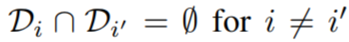 𝒟ᵢ ∩ 𝒟ᵢ′ = ∅ for i ≠ i′